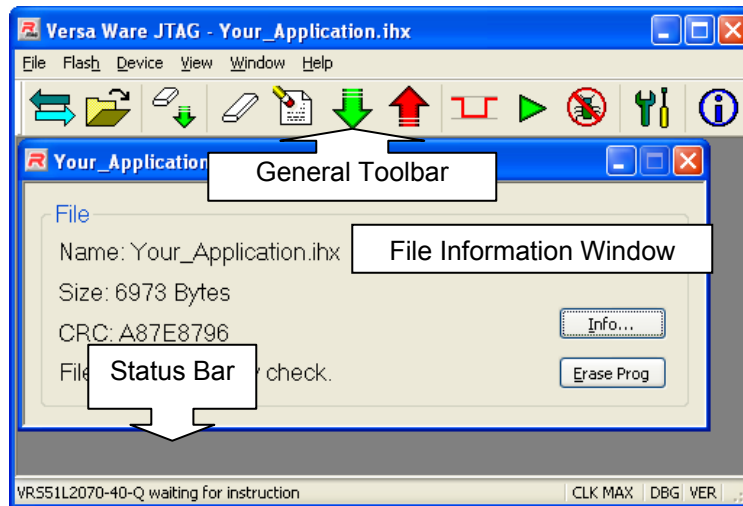 Versa Ware JTAG - Your_Application.ihx
File Flash Device View Window Help
Your_Application
General Toolbar
File
Name: Your_Application.ihx
File Information Window
Size: 6973 Bytes
CRC: A87E8796
Info...
File
Status Bar
check.
Erase Prog
VRS51L2070-40-Q waiting for instruction
CLK MAX DBG VER